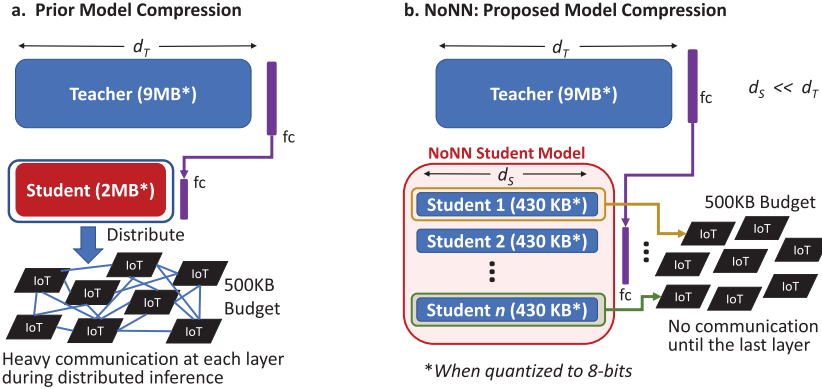 a. Prior Model Compression
d_T
Teacher (9MB*)
fc
Student (2MB*)
fc
Distribute
IoT
IoT
IoT
IoT
IoT
IoT
IoT
IoT
500KB
Budget
Heavy communication at each layer
during distributed inference
b. NoNN: Proposed Model Compression
d_T
Teacher (9MB*)
fc
d_S << d_T
NoNN Student Model
d_S
Student 1 (430 KB*)
Student 2 (430 KB*)
⋮
Student n (430 KB*)
fc
500KB Budget
⋮
IoT
IoT
IoT
IoT
IoT
IoT
IoT
IoT
No communication
until the last layer
*When quantized to 8-bits